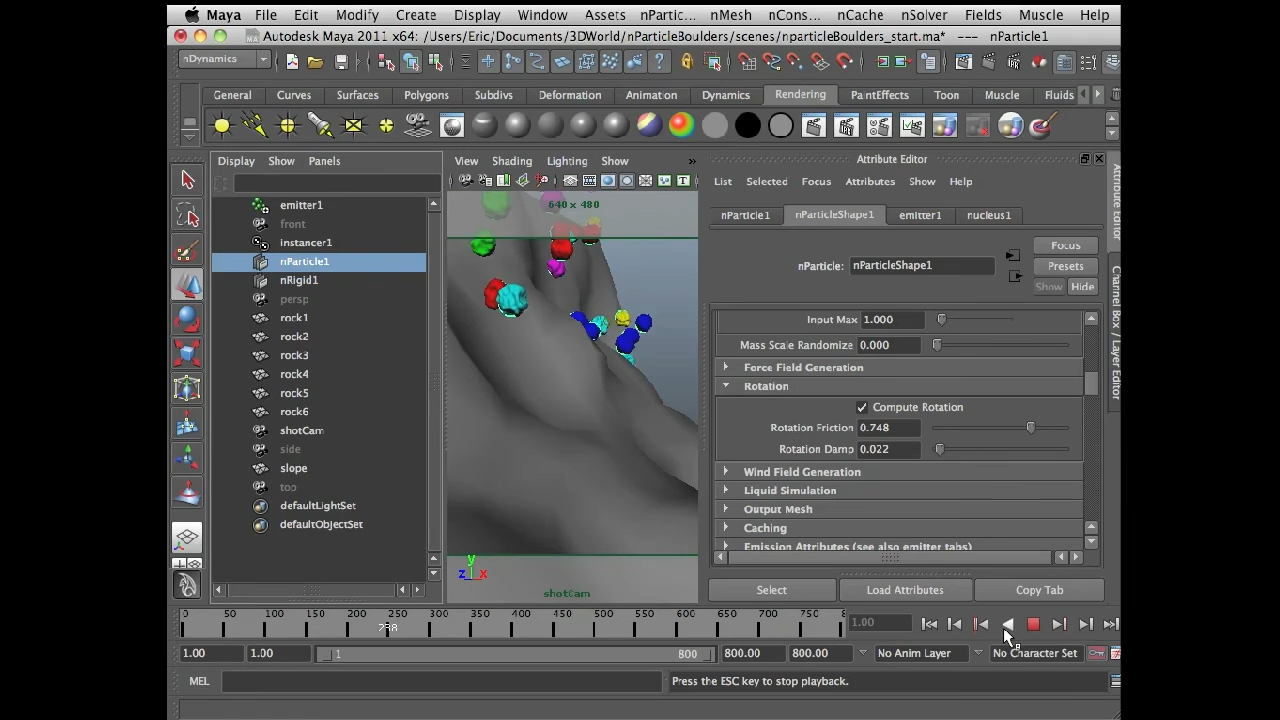 Maya File Edit Modify Create Display Window Assets nPartic... nMesh nCons... nCache nSolver Fields Muscle Help
Autodesk Maya 2011 x64: /Users/Eric/Documents/3DWorld/nParticleBoulders/scenes/nparticleBoulders_start.ma* --- nParticle1
nDynamics
General Curves Surfaces Polygons Subdivs Deformation Animation Dynamics Rendering PaintEffects Toon Muscle Fluids
Display Show Panels
View Shading Lighting Show »
Attribute Editor
List Selected Focus Attributes Show Help
nParticle1 nParticleShape1 emitter1 nucleus1
Focus
nParticle: nParticleShape1 Presets
Show Hide
emitter1
front
instancer1
nParticle1
nRigid1
persp
rock1
rock2
rock3
rock4
rock5
rock6
shotCam
side
slope
top
defaultLightSet
defaultObjectSet
640 x 480
y
z x
shotCam
Input Max 1.000
Mass Scale Randomize 0.000
Force Field Generation
Rotation
Compute Rotation
Rotation Friction 0.748
Rotation Damp 0.022
Wind Field Generation
Liquid Simulation
Output Mesh
Caching
Emission Attributes (see also emitter tabs)
Select Load Attributes Copy Tab
Attribute Editor
Channel Box / Layer Editor
0 50 100 150 200 250 300 350 400 450 500 550 600 650 700 750 8
238
1.00
1.00 1.00 1 800 800.00 800.00 No Anim Layer No Character Set
MEL Press the ESC key to stop playback.